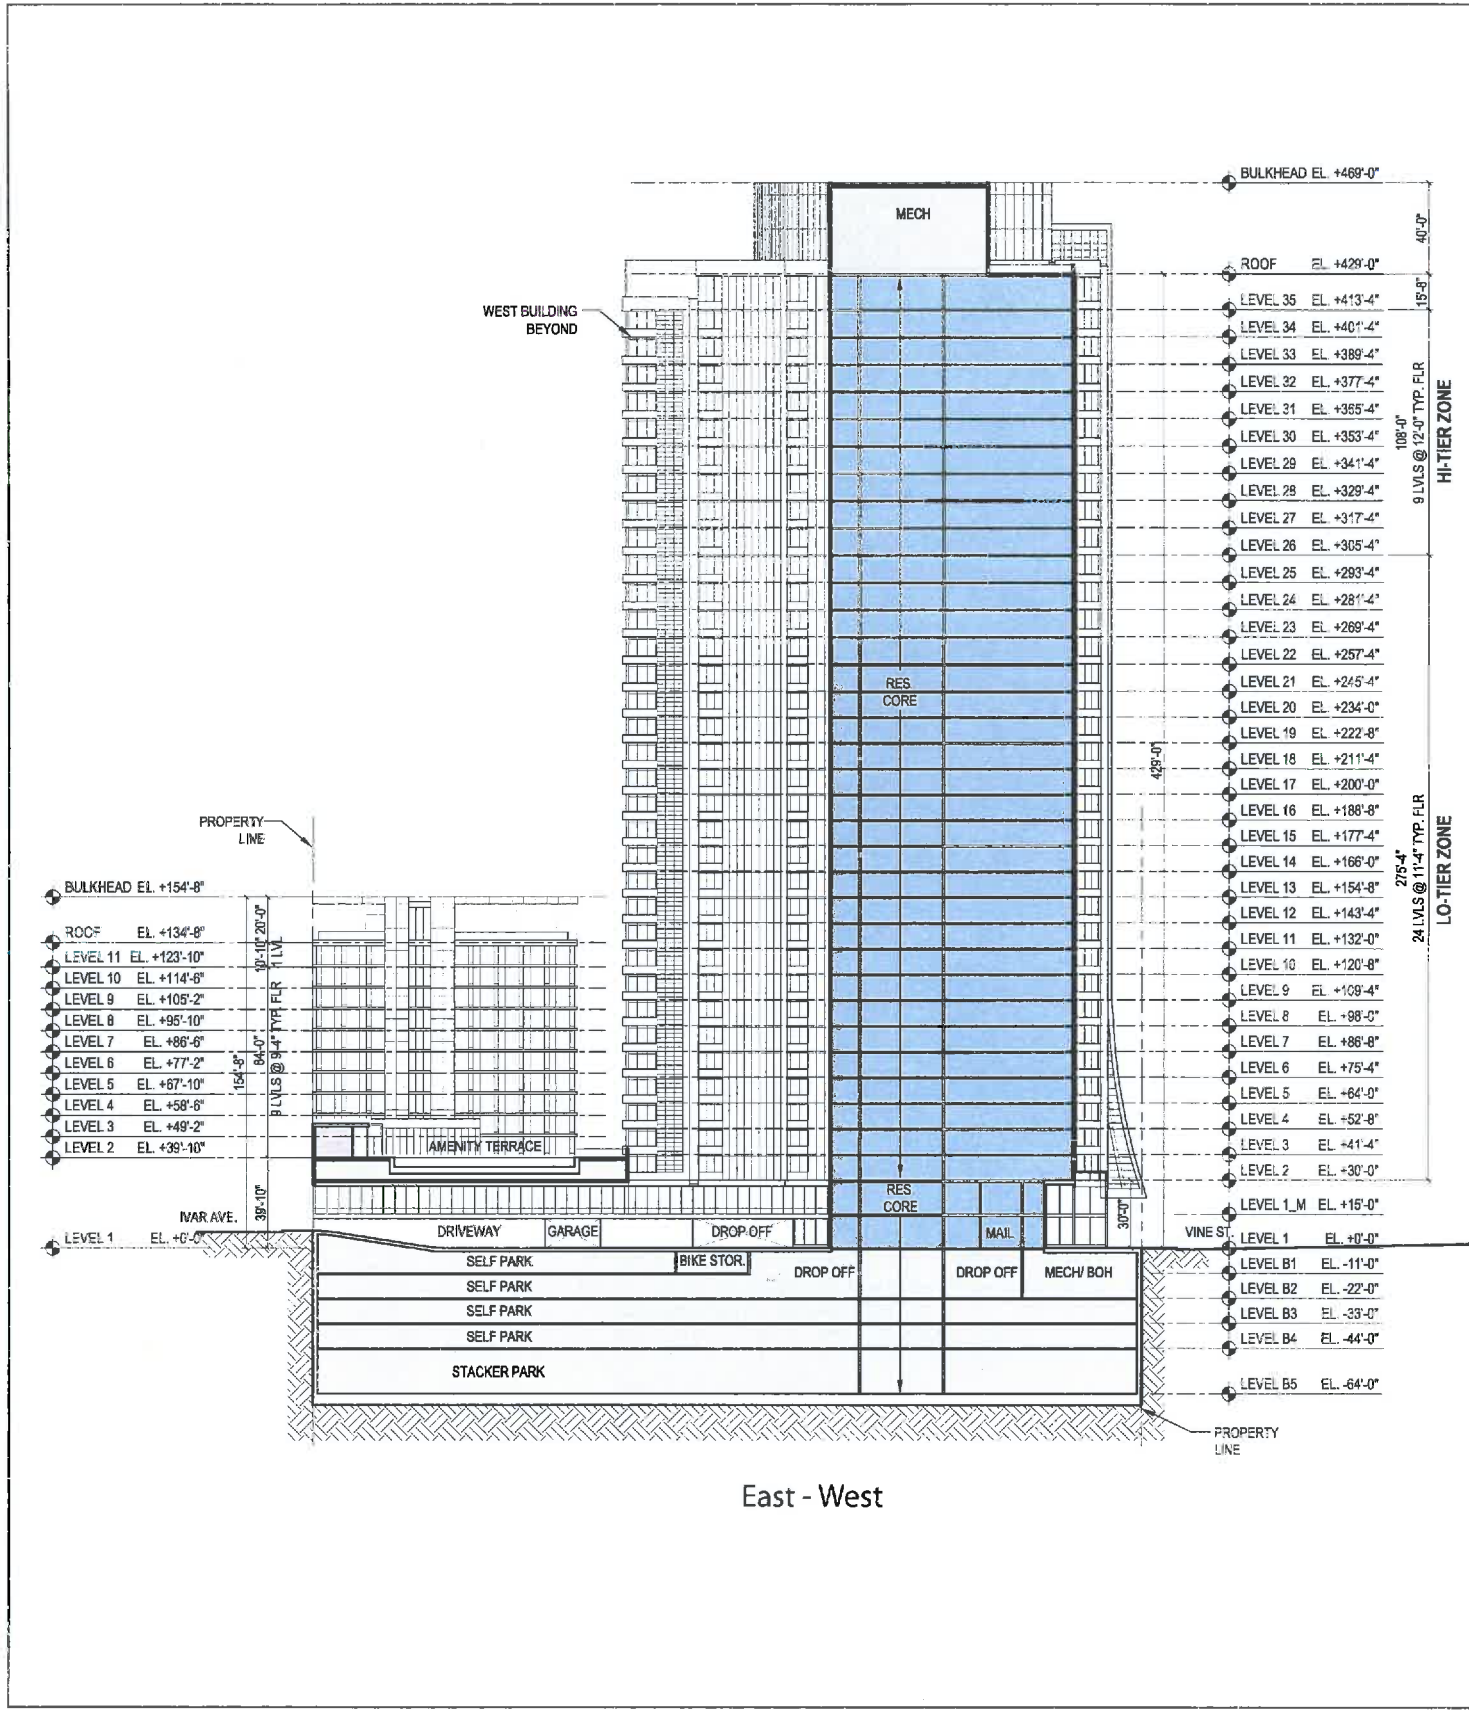 BULKHEAD EL. +469'-0"
MECH
40'-0"
ROOF EL. +429'-0"
15'-8"
LEVEL 35 EL. +413'-4"
WEST BUILDING
BEYOND
LEVEL 34 EL. +401'-4"
LEVEL 33 EL. +389'-4"
LEVEL 32 EL. +377'-4"
LEVEL 31 EL. +365'-4"
LEVEL 30 EL. +353'-4"
LEVEL 29 EL. +341'-4"
LEVEL 28 EL. +329'-4"
LEVEL 27 EL. +317'-4"
LEVEL 26 EL. +305'-4"
108'-0"
9 LVLS @ 12'-0" TYP. FLR
HI-TIER ZONE
LEVEL 25 EL. +293'-4"
LEVEL 24 EL. +281'-4"
LEVEL 23 EL. +269'-4"
LEVEL 22 EL. +257'-4"
LEVEL 21 EL. +245'-4"
RES
CORE
LEVEL 20 EL. +234'-0"
LEVEL 19 EL. +222'-8"
LEVEL 18 EL. +211'-4"
429'-0"
LEVEL 17 EL. +200'-0"
LEVEL 16 EL. +188'-8"
LEVEL 15 EL. +177'-4"
LEVEL 14 EL. +166'-0"
LEVEL 13 EL. +154'-8"
LEVEL 12 EL. +143'-4"
LEVEL 11 EL. +132'-0"
LEVEL 10 EL. +120'-8"
LEVEL 9 EL. +109'-4"
LEVEL 8 EL. +98'-0"
LEVEL 7 EL. +86'-8"
LEVEL 6 EL. +75'-4"
LEVEL 5 EL. +64'-0"
LEVEL 4 EL. +52'-8"
LEVEL 3 EL. +41'-4"
LEVEL 2 EL. +30'-0"
275'-4"
24 LVLS @ 11'-4" TYP. FLR
LO-TIER ZONE
PROPERTY
LINE
BULKHEAD EL. +154'-8"
ROOF EL. +134'-8"
LEVEL 11 EL. +123'-10"
LEVEL 10 EL. +114'-6"
LEVEL 9 EL. +105'-2"
LEVEL 8 EL. +95'-10"
LEVEL 7 EL. +86'-6"
LEVEL 6 EL. +77'-2"
LEVEL 5 EL. +67'-10"
LEVEL 4 EL. +58'-6"
LEVEL 3 EL. +49'-2"
LEVEL 2 EL. +39'-10"
20'-0"
10'-10"
1 LVL
154'-8"
84'-0"
9 LVLS @ 9'-4" TYP. FLR
39'-10"
AMENITY TERRACE
RES
CORE
30'-0"
LEVEL 1_M EL. +15'-0"
IVAR AVE.
LEVEL 1 EL. +0'-0"
DRIVEWAY
GARAGE
DROP OFF
MAIL
VINE ST.
LEVEL 1 EL. +0'-0"
SELF PARK
BIKE STOR.
DROP OFF
DROP OFF
MECH/ BOH
LEVEL B1 EL. -11'-0"
SELF PARK
LEVEL B2 EL. -22'-0"
SELF PARK
LEVEL B3 EL. -33'-0"
SELF PARK
LEVEL B4 EL. -44'-0"
STACKER PARK
LEVEL B5 EL. -64'-0"
PROPERTY
LINE
East - West